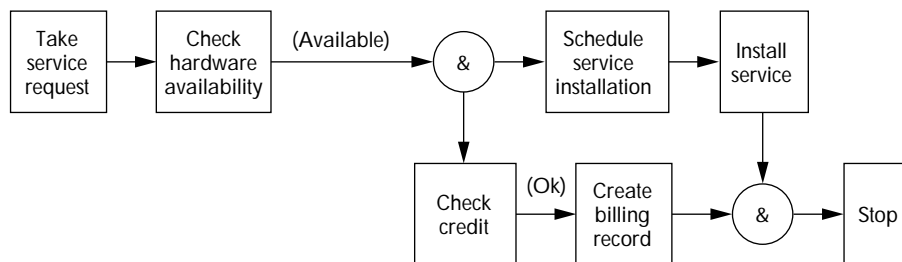 Take
service
request
Check
hardware
availability
(Available)
&
Schedule
service
installation
Install
service
Check
credit
(Ok)
Create
billing
record
&
Stop